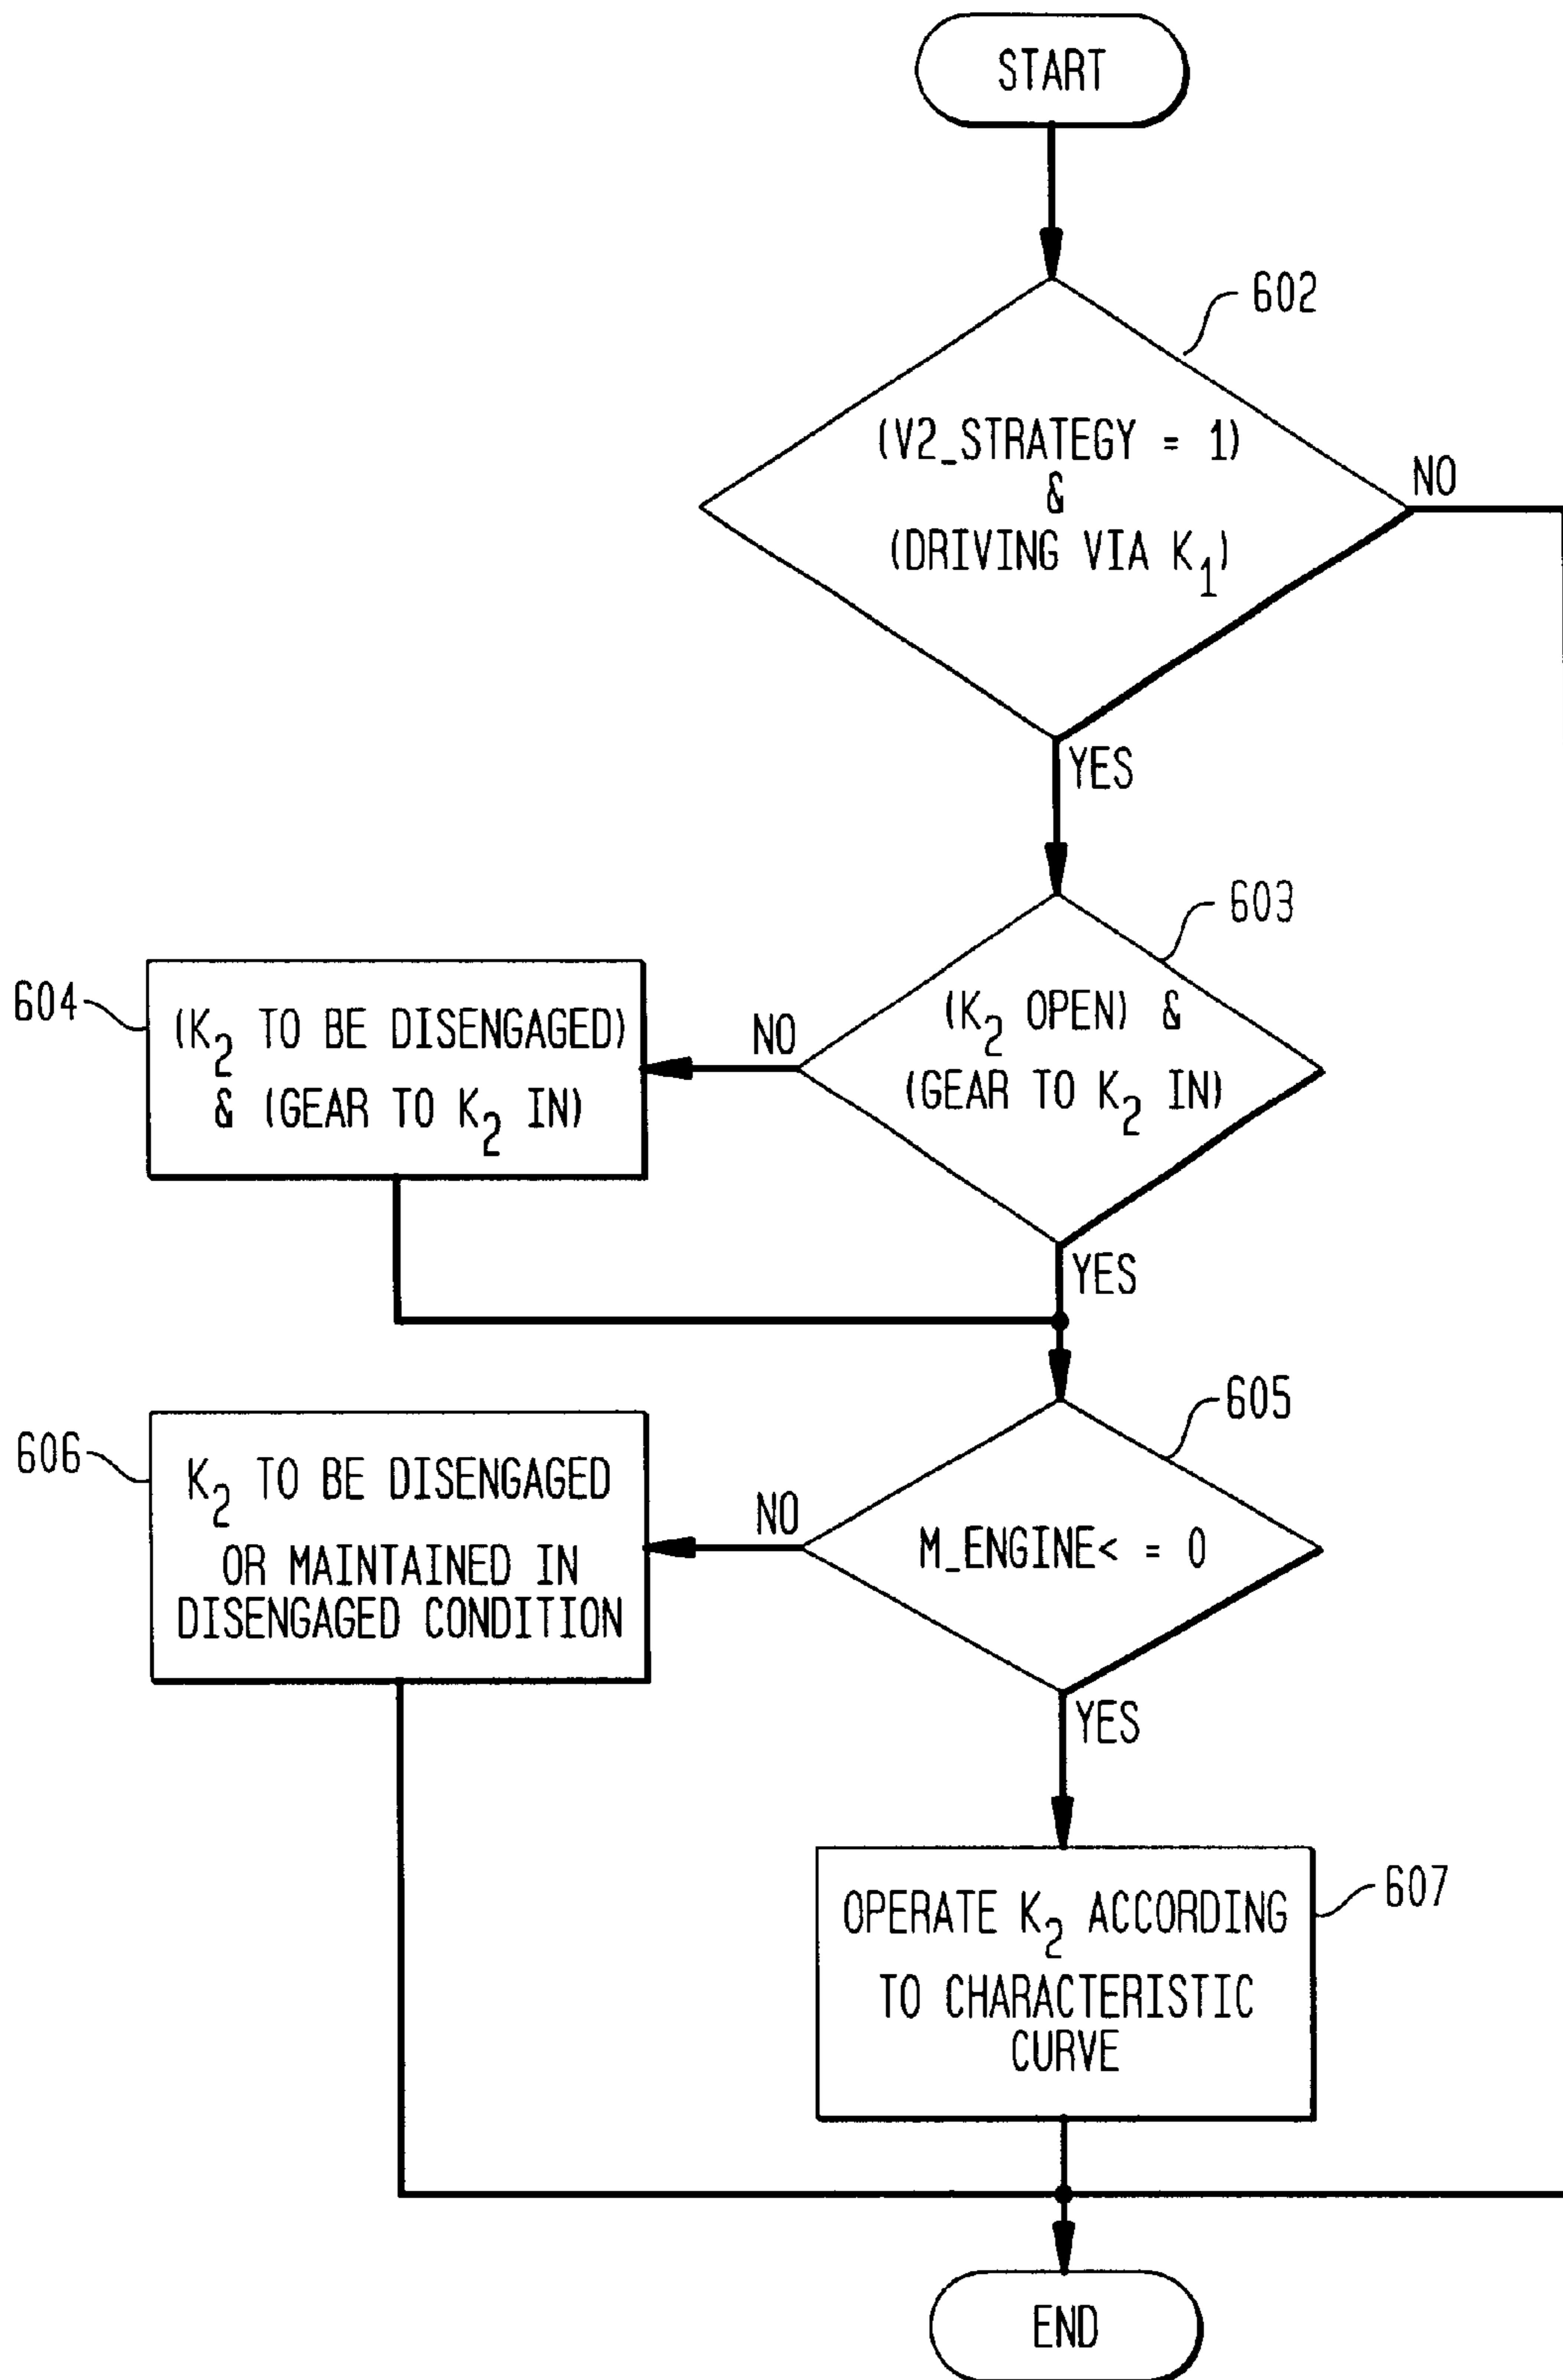 START
602
(V2_STRATEGY = 1)
&
(DRIVING VIA K1)
NO
YES
603
(K2 OPEN) &
(GEAR TO K2 IN)
NO
604
(K2 TO BE DISENGAGED)
& (GEAR TO K2 IN)
YES
605
M_ENGINE< = 0
NO
606
K2 TO BE DISENGAGED
OR MAINTAINED IN
DISENGAGED CONDITION
YES
607
OPERATE K2 ACCORDING
TO CHARACTERISTIC
CURVE
END